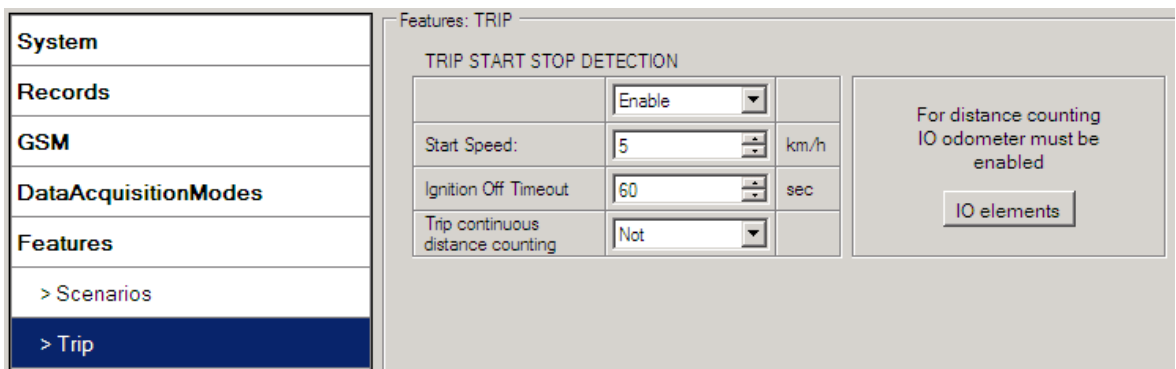 System
Records
GSM
DataAcquisitionModes
Features
> Scenarios
> Trip
Features: TRIP
TRIP START STOP DETECTION
Enable
Start Speed: 5 km/h
Ignition Off Timeout 60 sec
Trip continuous
distance counting Not
For distance counting
IO odometer must be
enabled
IO elements